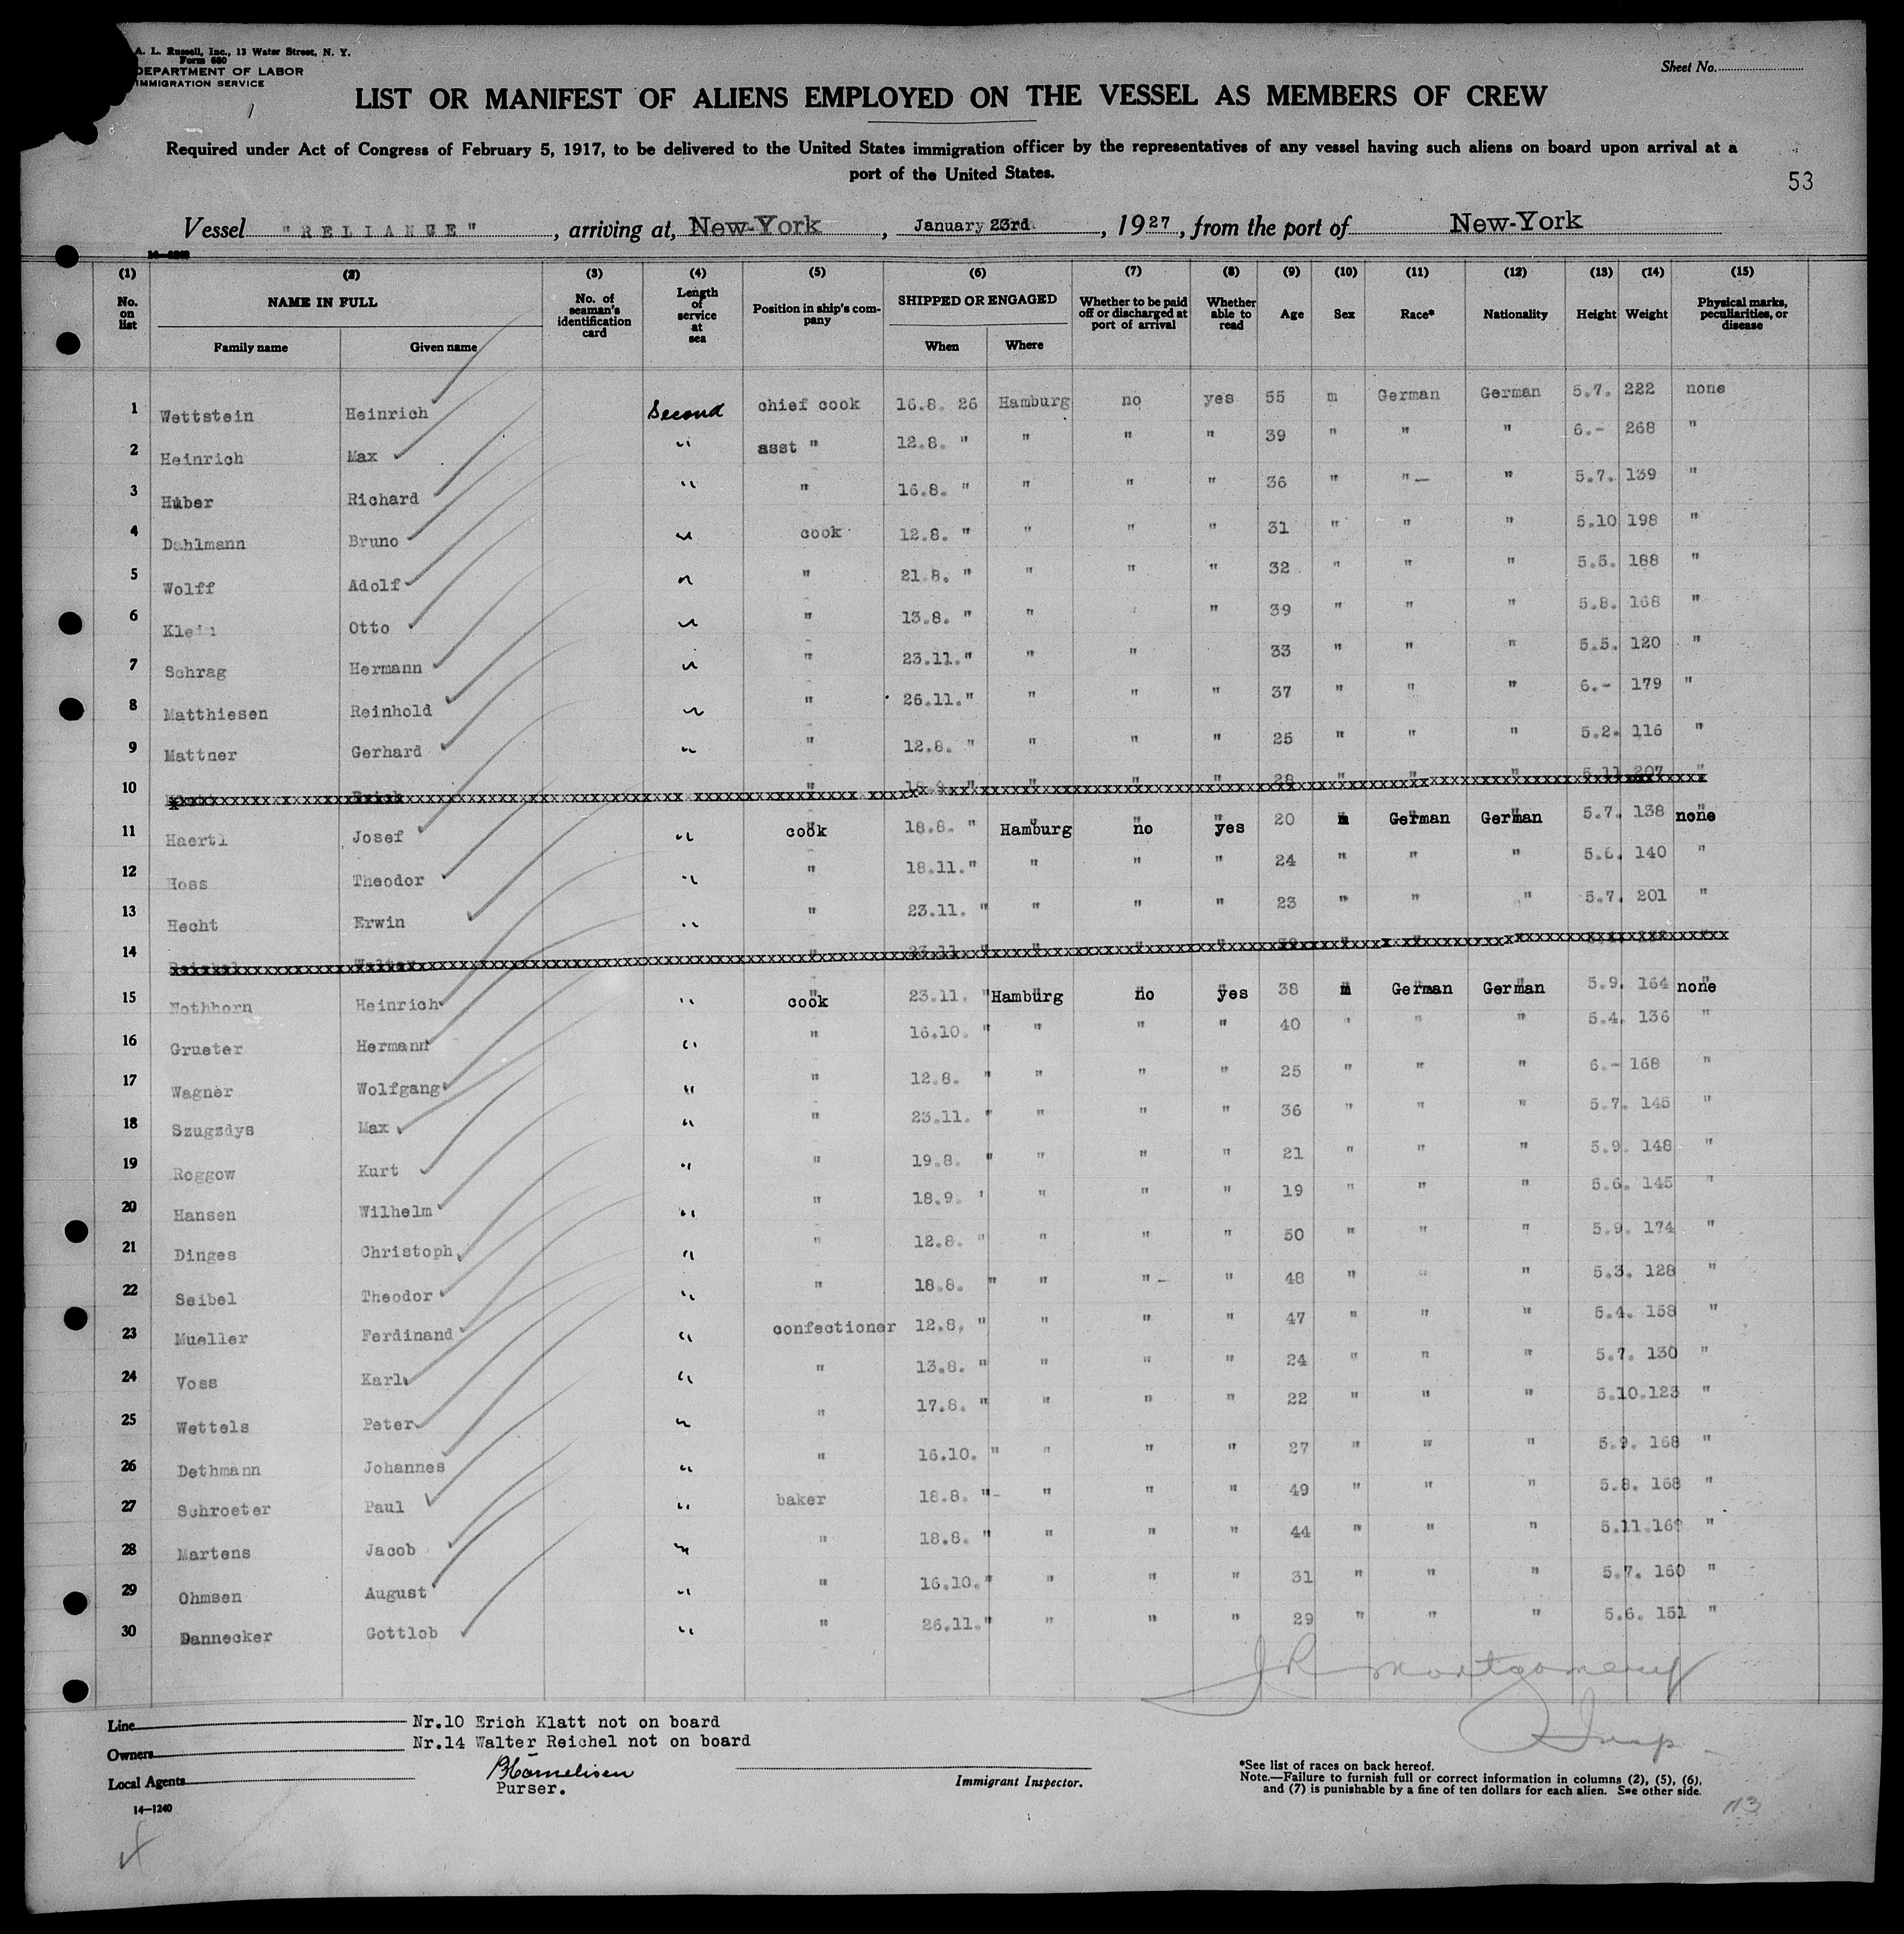 A. L. Russell, Inc., 13 Water Street, N. Y.
Form 680
DEPARTMENT OF LABOR
IMMIGRATION SERVICE
Sheet No.
LIST OR MANIFEST OF ALIENS EMPLOYED ON THE VESSEL AS MEMBERS OF CREW
Required under Act of Congress of February 5, 1917, to be delivered to the United States immigration officer by the representatives of any vessel having such aliens on board upon arrival at a
port of the United States.
53
Vessel "RELIANCE", arriving at, New-York, January 23rd, 1927, from the port of New-York
14—1240
(1) (2) (3) (4) (5) (6) (7) (8) (9) (10) (11) (12) (13) (14) (15)
No. on list NAME IN FULL Family name Given name No. of seaman's identification card Length of service at sea Position in ship's company SHIPPED OR ENGAGED When Where Whether to be paid off or discharged at port of arrival Whether able to read Age Sex Race* Nationality Height Weight Physical marks, peculiarities, or disease
1 Wettstein Heinrich Second chief cook 16.8. 26 Hamburg no yes 55 m German German 5.7. 222 none
2 Heinrich Max " asst " 12.8. " " " " 39 " " " 6.- 268 "
3 Huber Richard " " 16.8. " " " " 36 " "— " 5.7. 139 "
4 Dahlmann Bruno " cook 12.8. " " " " 31 " " " 5.10 198 "
5 Wolff Adolf " " 21.8. " " " " 32 " " " 5.5. 188 "
6 Klein Otto " " 13.8. " " " 39 " " " 5.8. 168 "
7 Schrag Hermann " " 23.11." " " 33 " " " 5.5. 120 "
8 Matthiesen Reinhold " " 26.11." " " " 37 " " " 6.- 179 "
9 Mattner Gerhard " " 12.8. " " " " 25 " " " 5.2. 116 "
10 Erich " " " " " 28 " " " 5.11 207 "
11 Haertl Josef " cook 18.8. " Hamburg no yes 20 m German German 5.7. 138 none
12 Hoss Theodor " " 18.11." " " " 24 " " " 5.6. 140 "
13 Hecht Erwin " " 23.11. " " " " 23 " " " 5.7. 201 "
14 Reichel Walter " 23.11. " " " " " " "
15 Nothhorn Heinrich " cook 23.11. " Hamburg no yes 38 m German German 5.9. 164 none
16 Grueter Hermann " " 16.10. " " " " 40 " " " 5.4. 136 "
17 Wagner Wolfgang " " 12.8. " " " " 25 " " " 6.- 168 "
18 Szugzdys Max " " 23.11. " " " " 36 " " " 5.7. 145 "
19 Roggow Kurt " " 19.8. " " " " 21 " " " 5.9. 148 "
20 Hansen Wilhelm " " 18.9. ' " " " 19 " " " 5.6. 145 "
21 Dinges Christoph " " 12.8. " " " " 50 " " " 5.9. 174 "
22 Seibel Theodor " " 18.8. " " "— " 48 " " " 5.3. 128 "
23 Mueller Ferdinand " confectioner 12.8. " " " " 47 " " " 5.4. 158 "
24 Voss Karl " " 13.8. " " " " 24 " " " 5.7. 130 "
25 Wettels Peter " " 17.8. " " " " 22 " " " 5.10.123 "
26 Dethmann Johannes " " 16.10. " " " " 27 " " " 5.9. 168 "
27 Schroeter Paul " baker 18.8. "- " " " 49 " " " 5.8. 168 "
28 Martens Jacob " " 18.8. " " " " 44 " " " 5.11. "
29 Ohmsen August " " 16.10." " " " 31 " " " 5.7. 160 "
30 Dannecker Gottlob " " 26.11." " " " 29 " " " 5.6. 151 "
J R Montgomery
Insp.
Line
Nr.10 Erich Klatt not on board
Owners
Nr.14 Walter Reichel not on board
Local Agents
Purser.
Immigrant Inspector.
*See list of races on back hereof.
Note.—Failure to furnish full or correct information in columns (2), (5), (6),
and (7) is punishable by a fine of ten dollars for each alien. See other side.
14—1240
113